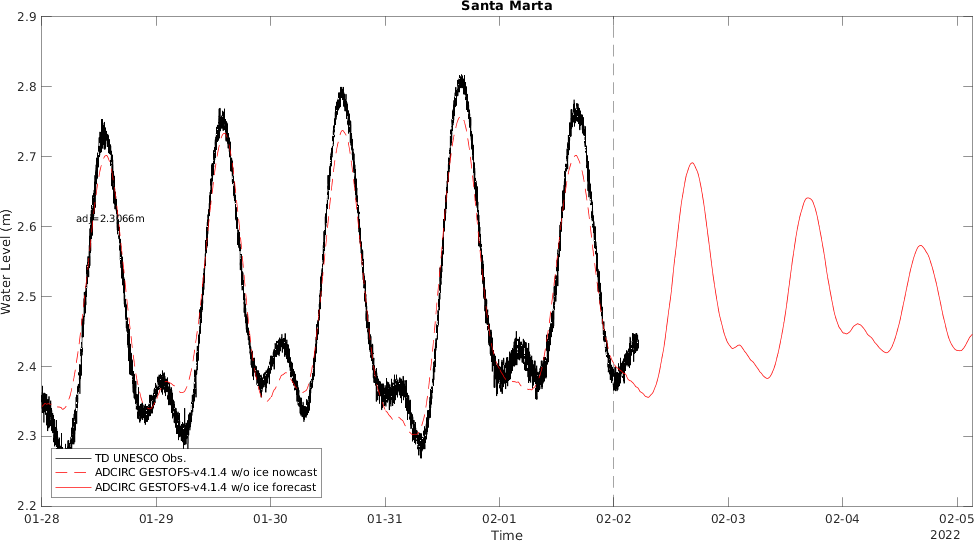 Santa Marta
2.9
2.8
2.7
2.6
2.5
2.4
2.3
2.2
Water Level (m)
adj=2.3066m
TD UNESCO Obs.
ADCIRC GESTOFS-v4.1.4 w/o ice nowcast
ADCIRC GESTOFS-v4.1.4 w/o ice forecast
01-28 01-29 01-30 01-31 02-01 02-02 02-03 02-04 02-05
Time
2022